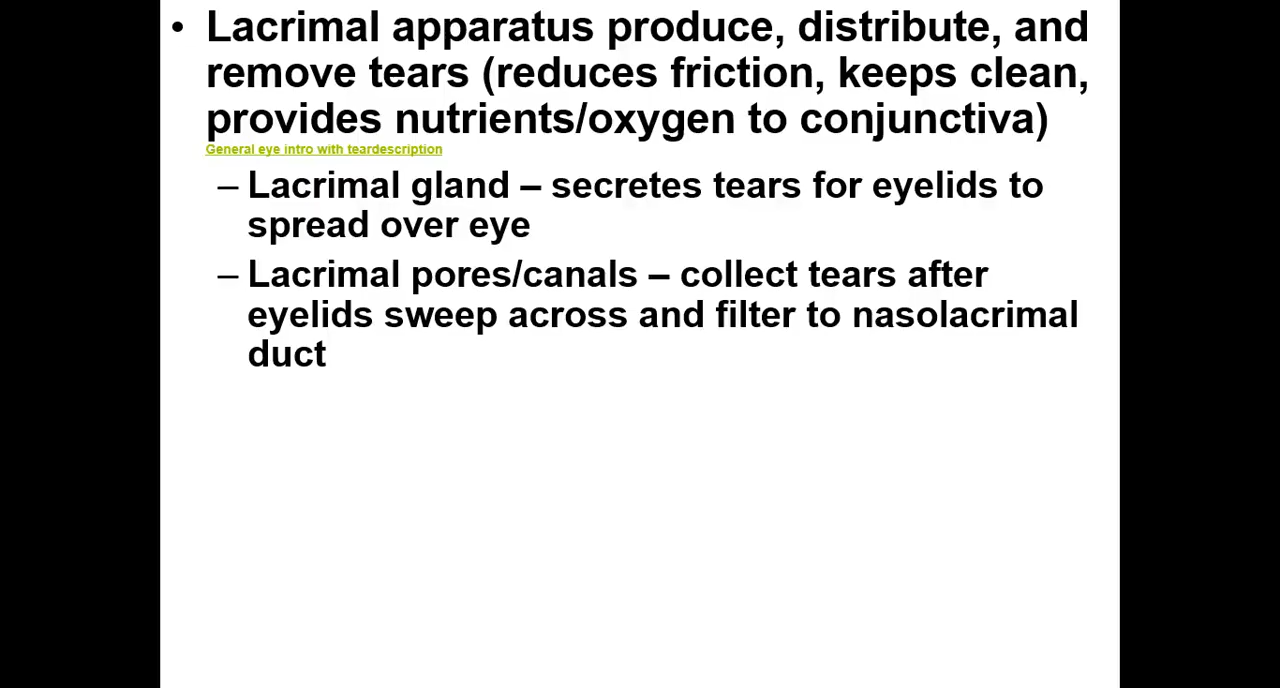 • Lacrimal apparatus produce, distribute, and
remove tears (reduces friction, keeps clean,
provides nutrients/oxygen to conjunctiva)
General eye intro with teardescription
– Lacrimal gland – secretes tears for eyelids to
spread over eye
– Lacrimal pores/canals – collect tears after
eyelids sweep across and filter to nasolacrimal
duct